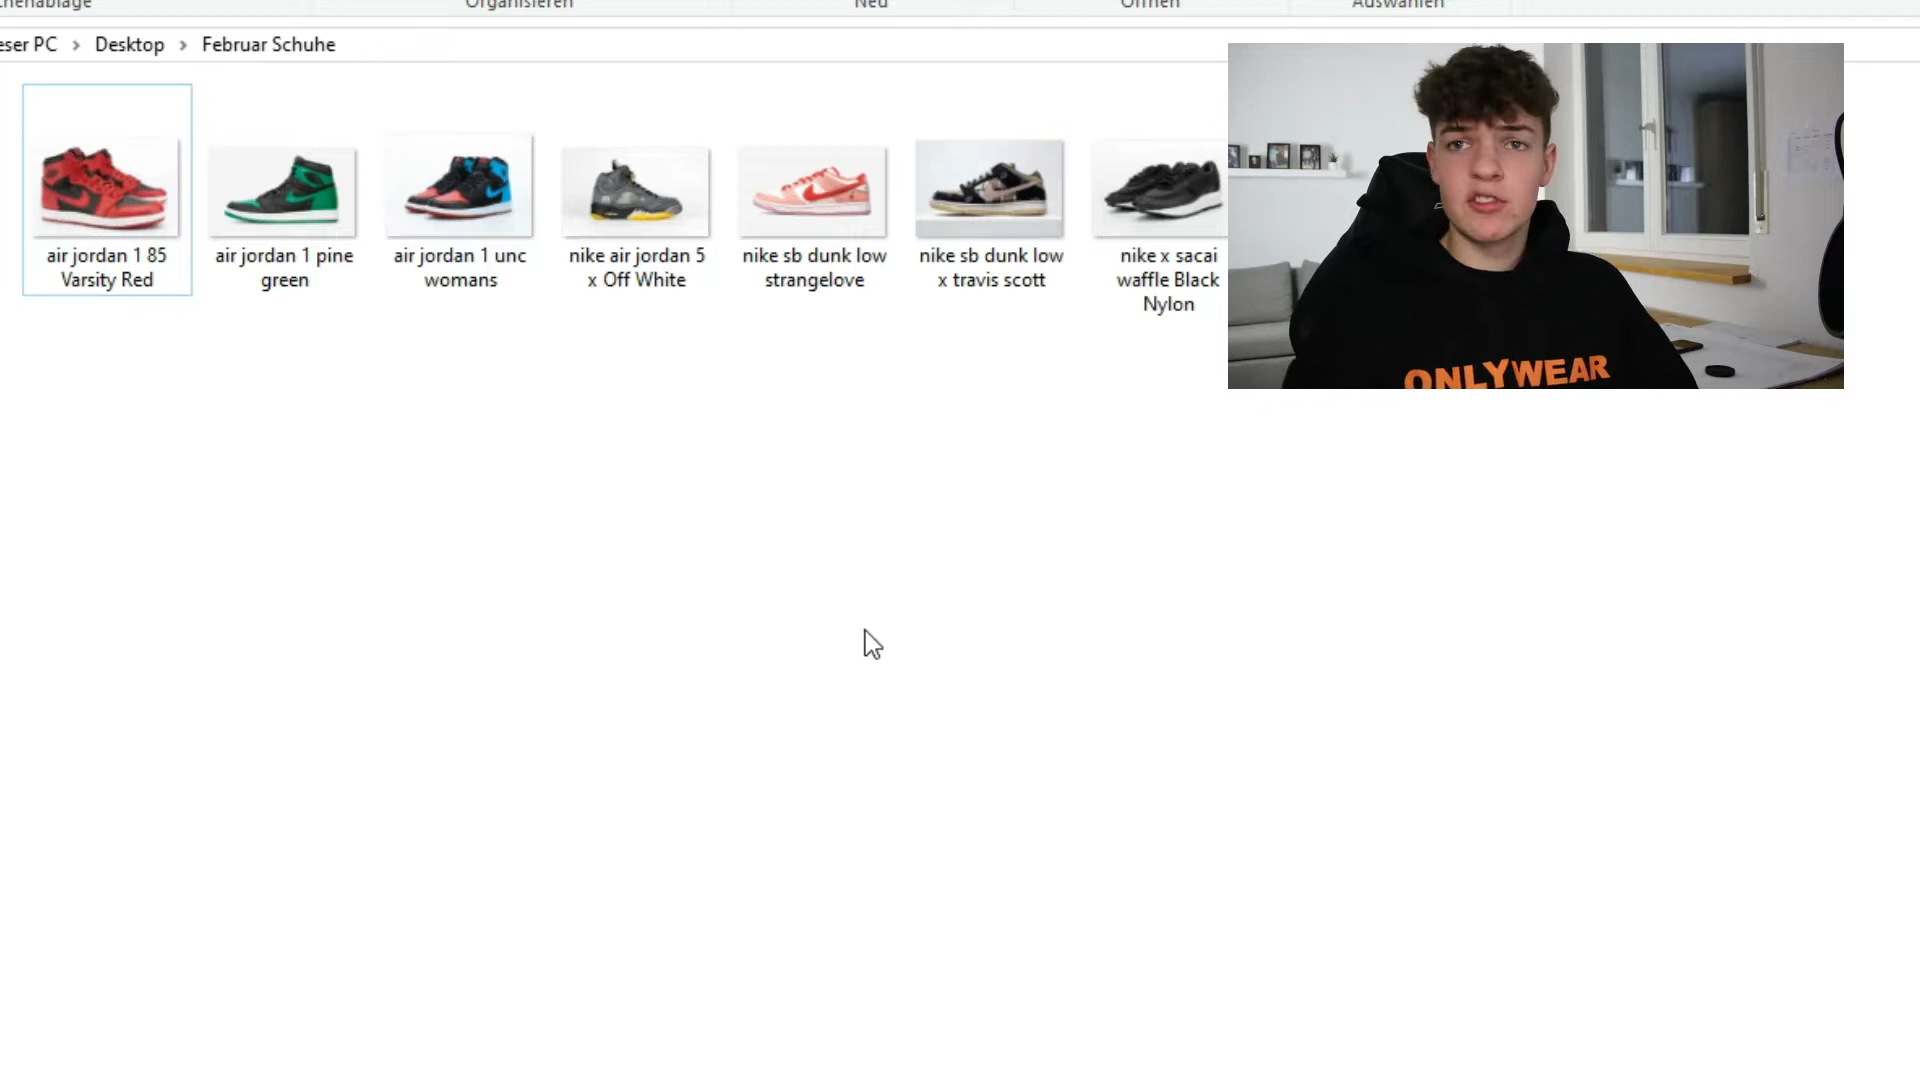 Organisieren
Neu
Öffnen
Auswählen
eser PC > Desktop > Februar Schuhe
air jordan 1 85
Varsity Red
air jordan 1 pine
green
air jordan 1 unc
womans
nike air jordan 5
x Off White
nike sb dunk low
strangelove
nike sb dunk low
x travis scott
nike x sacai
waffle Black
Nylon
ONLYWEAR